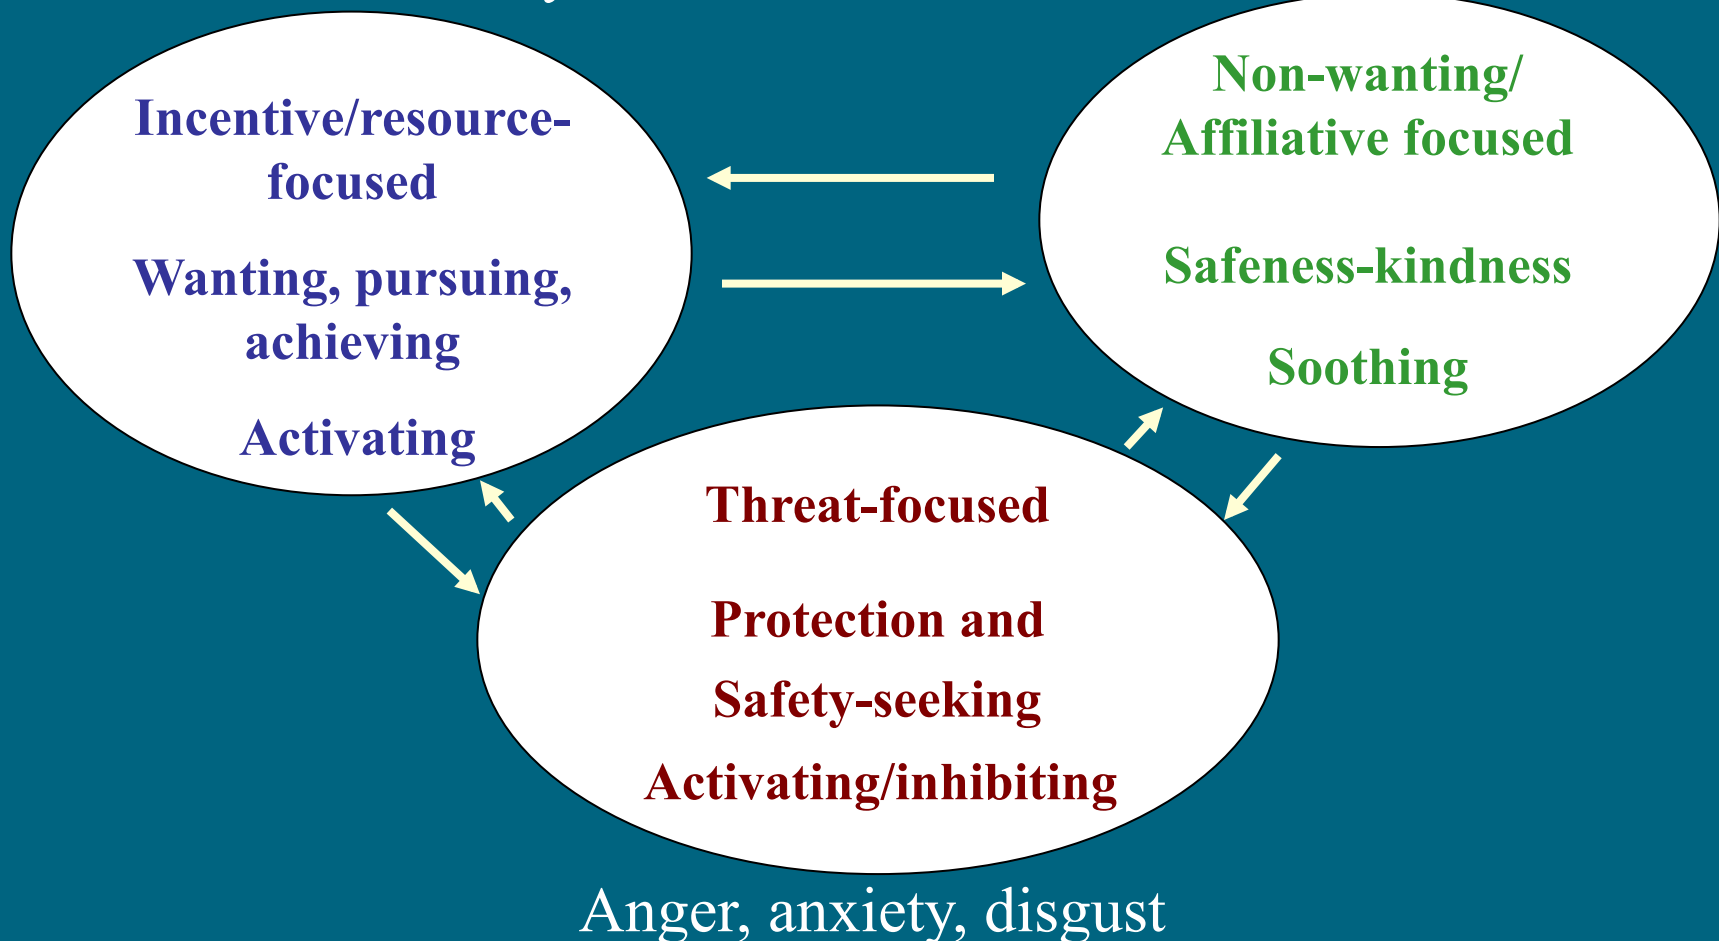 Incentive/resource-
focused
Wanting, pursuing,
achieving
Activating
Non-wanting/
Affiliative focused
Safeness-kindness
Soothing
Threat-focused
Protection and
Safety-seeking
Activating/inhibiting
Anger, anxiety, disgust